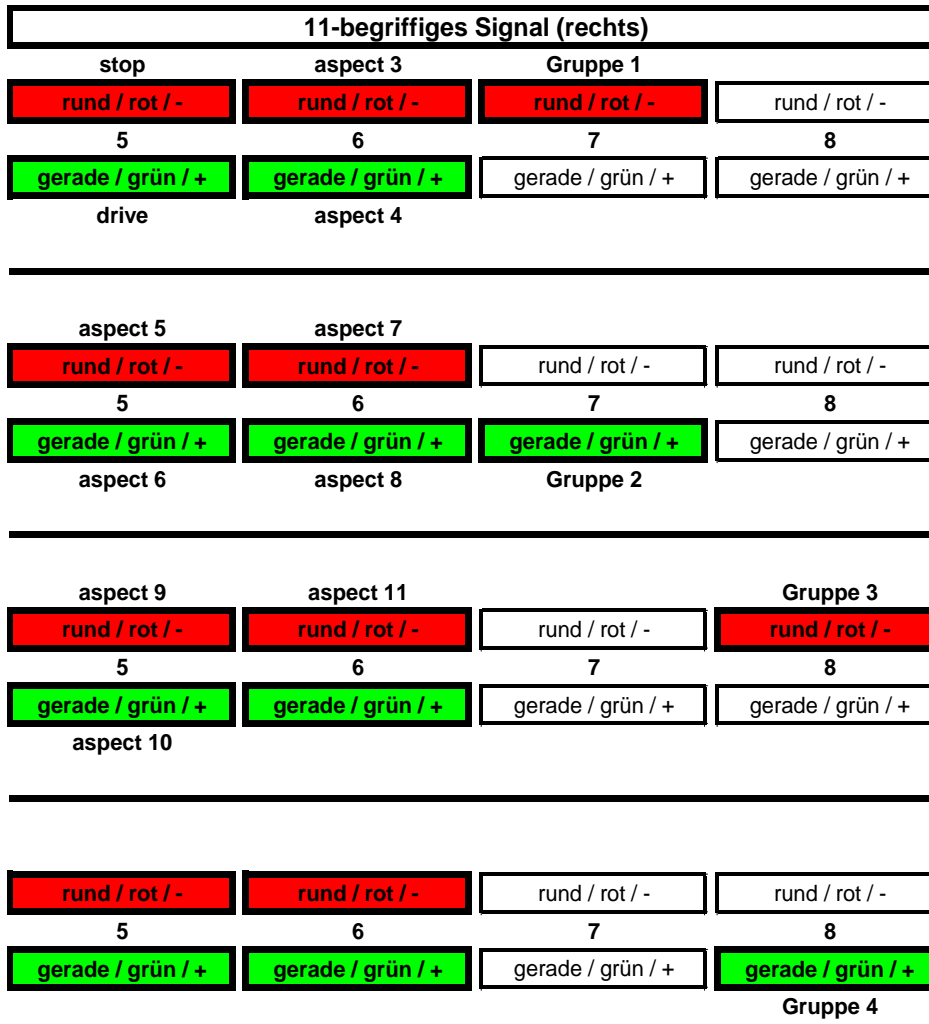 11-begriffiges Signal (rechts)
stop aspect 3 Gruppe 1
rund / rot / - rund / rot / - rund / rot / - rund / rot / -
5 6 7 8
gerade / grün / + gerade / grün / + gerade / grün / + gerade / grün / +
drive aspect 4
aspect 5 aspect 7
rund / rot / - rund / rot / - rund / rot / - rund / rot / -
5 6 7 8
gerade / grün / + gerade / grün / + gerade / grün / + gerade / grün / +
aspect 6 aspect 8 Gruppe 2
aspect 9 aspect 11 Gruppe 3
rund / rot / - rund / rot / - rund / rot / - rund / rot / -
5 6 7 8
gerade / grün / + gerade / grün / + gerade / grün / + gerade / grün / +
aspect 10
rund / rot / - rund / rot / - rund / rot / - rund / rot / -
5 6 7 8
gerade / grün / + gerade / grün / + gerade / grün / + gerade / grün / +
Gruppe 4